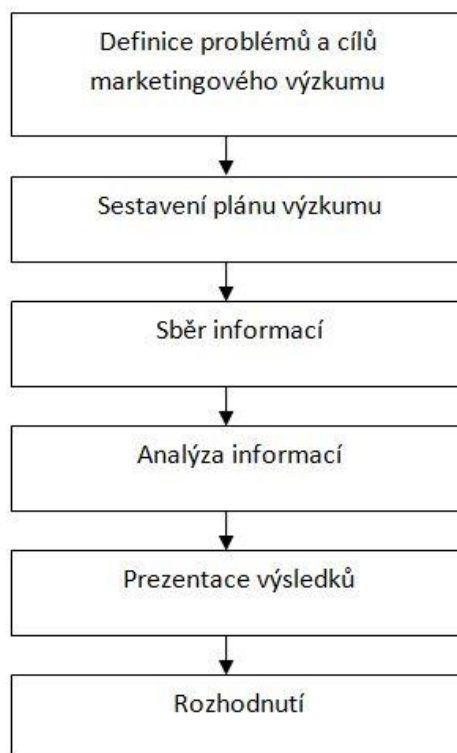 Definice problémů a cílů
marketingového výzkumu
Sestavení plánu výzkumu
Sběr informací
Analýza informací
Prezentace výsledků
Rozhodnutí